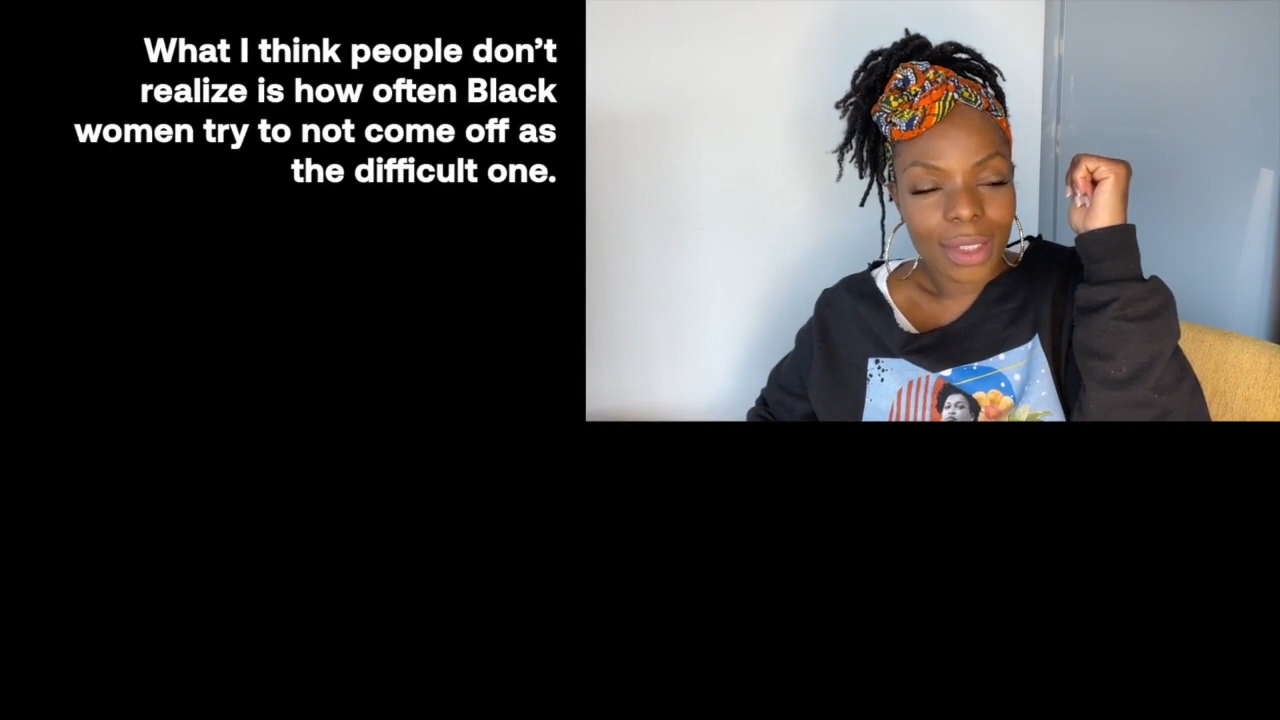 What I think people don’t
realize is how often Black
women try to not come off as
the difficult one.